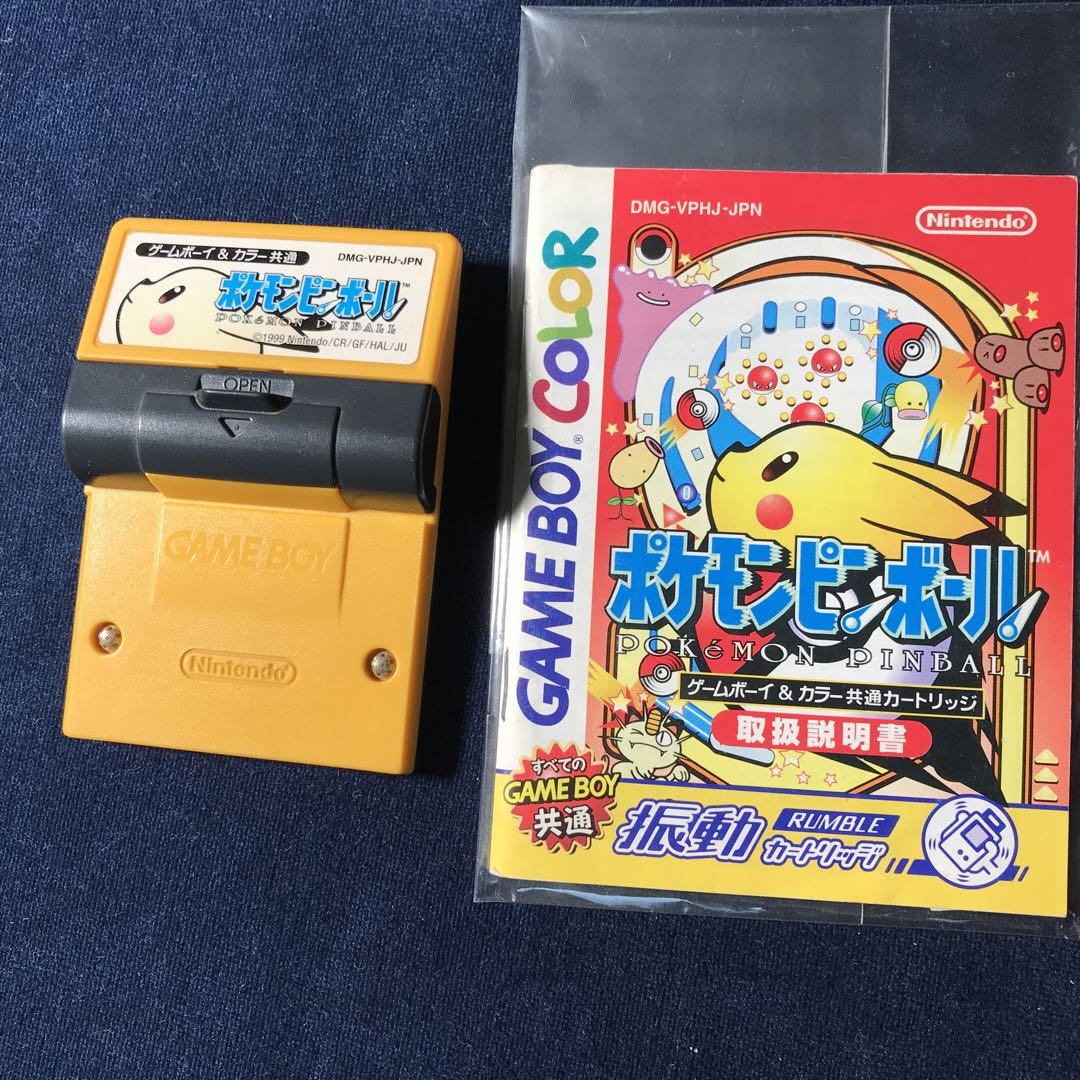 ゲームボーイ & カラー共通
DMG-VPHJ-JPN
ポケモンピンボール™
POKéMON PINBALL
©1999 Nintendo/CR/GF/HAL/JU
OPEN
GAME BOY
Nintendo
DMG-VPHJ-JPN
Nintendo®
GAME BOY® COLOR
ポケモンピンボール™
POKéMON PINBALL
ゲームボーイ & カラー共通カートリッジ
取扱説明書
すべての
GAME BOY
共通
振動
RUMBLE
カートリッジ